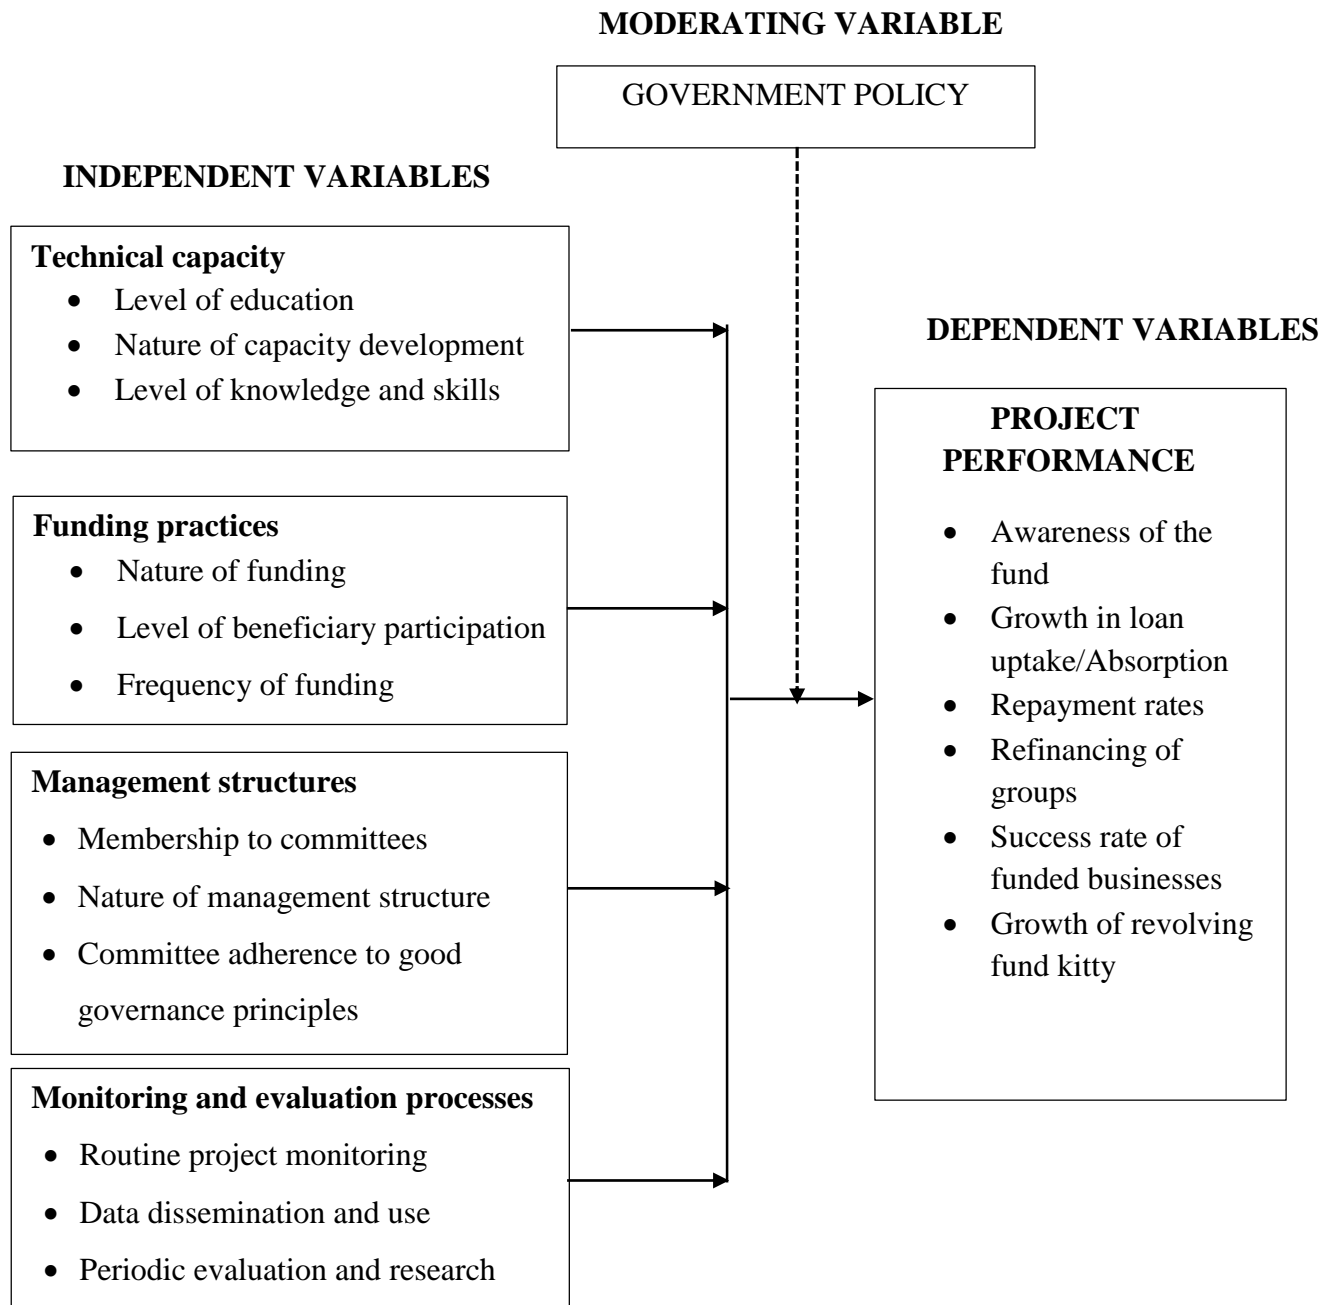 MODERATING VARIABLE
GOVERNMENT POLICY
INDEPENDENT VARIABLES
Technical capacity
• Level of education
• Nature of capacity development
• Level of knowledge and skills
Funding practices
• Nature of funding
• Level of beneficiary participation
• Frequency of funding
Management structures
• Membership to committees
• Nature of management structure
• Committee adherence to good
governance principles
Monitoring and evaluation processes
• Routine project monitoring
• Data dissemination and use
• Periodic evaluation and research
DEPENDENT VARIABLES
PROJECT
PERFORMANCE
• Awareness of the
fund
• Growth in loan
uptake/Absorption
• Repayment rates
• Refinancing of
groups
• Success rate of
funded businesses
• Growth of revolving
fund kitty